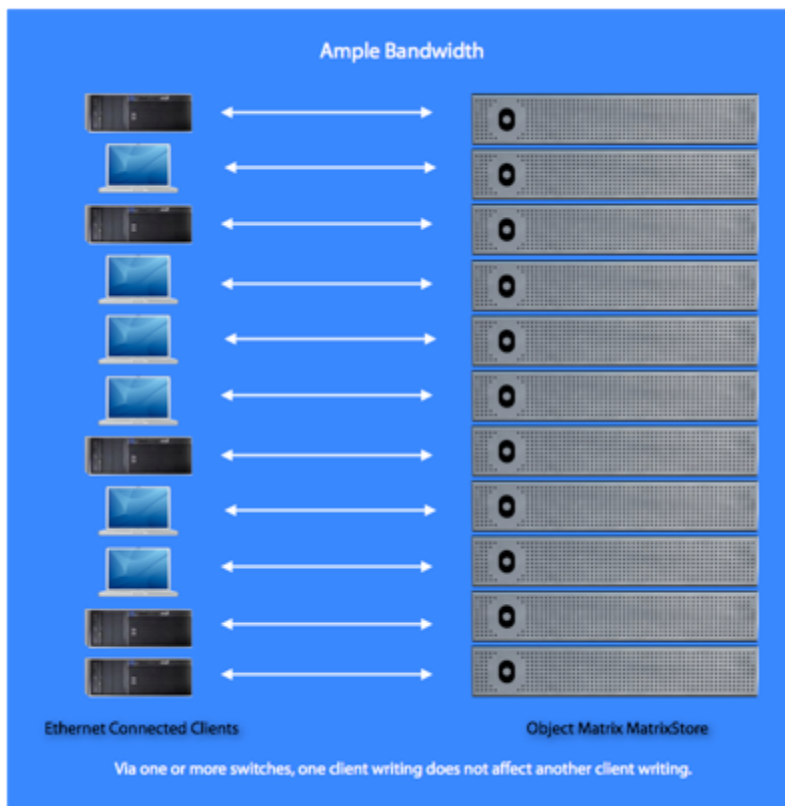 Ample Bandwidth
Ethernet Connected Clients
Object Matrix MatrixStore
Via one or more switches, one client writing does not affect another client writing.